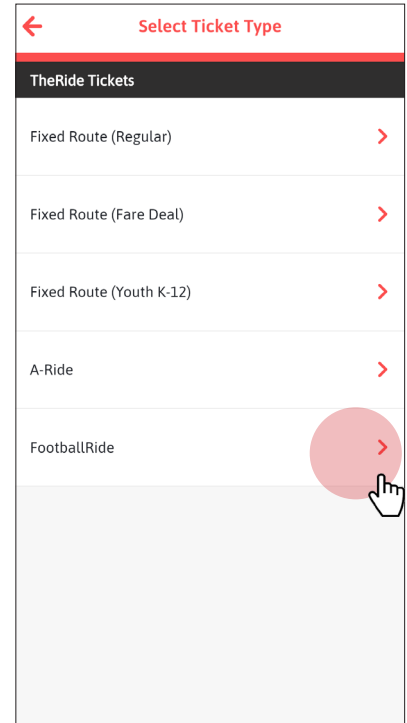 Select Ticket Type
TheRide Tickets
Fixed Route (Regular)
Fixed Route (Fare Deal)
Fixed Route (Youth K-12)
A-Ride
FootballRide